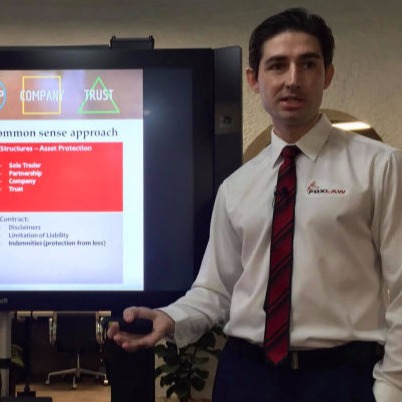 COMPANY
TRUST
ommon sense approach
Structures – Asset Protection
Sole Trader
Partnership
Company
Trust
Contract:
Disclaimers
Limitation of Liability
Indemnities (protection from loss)
FOXLAW